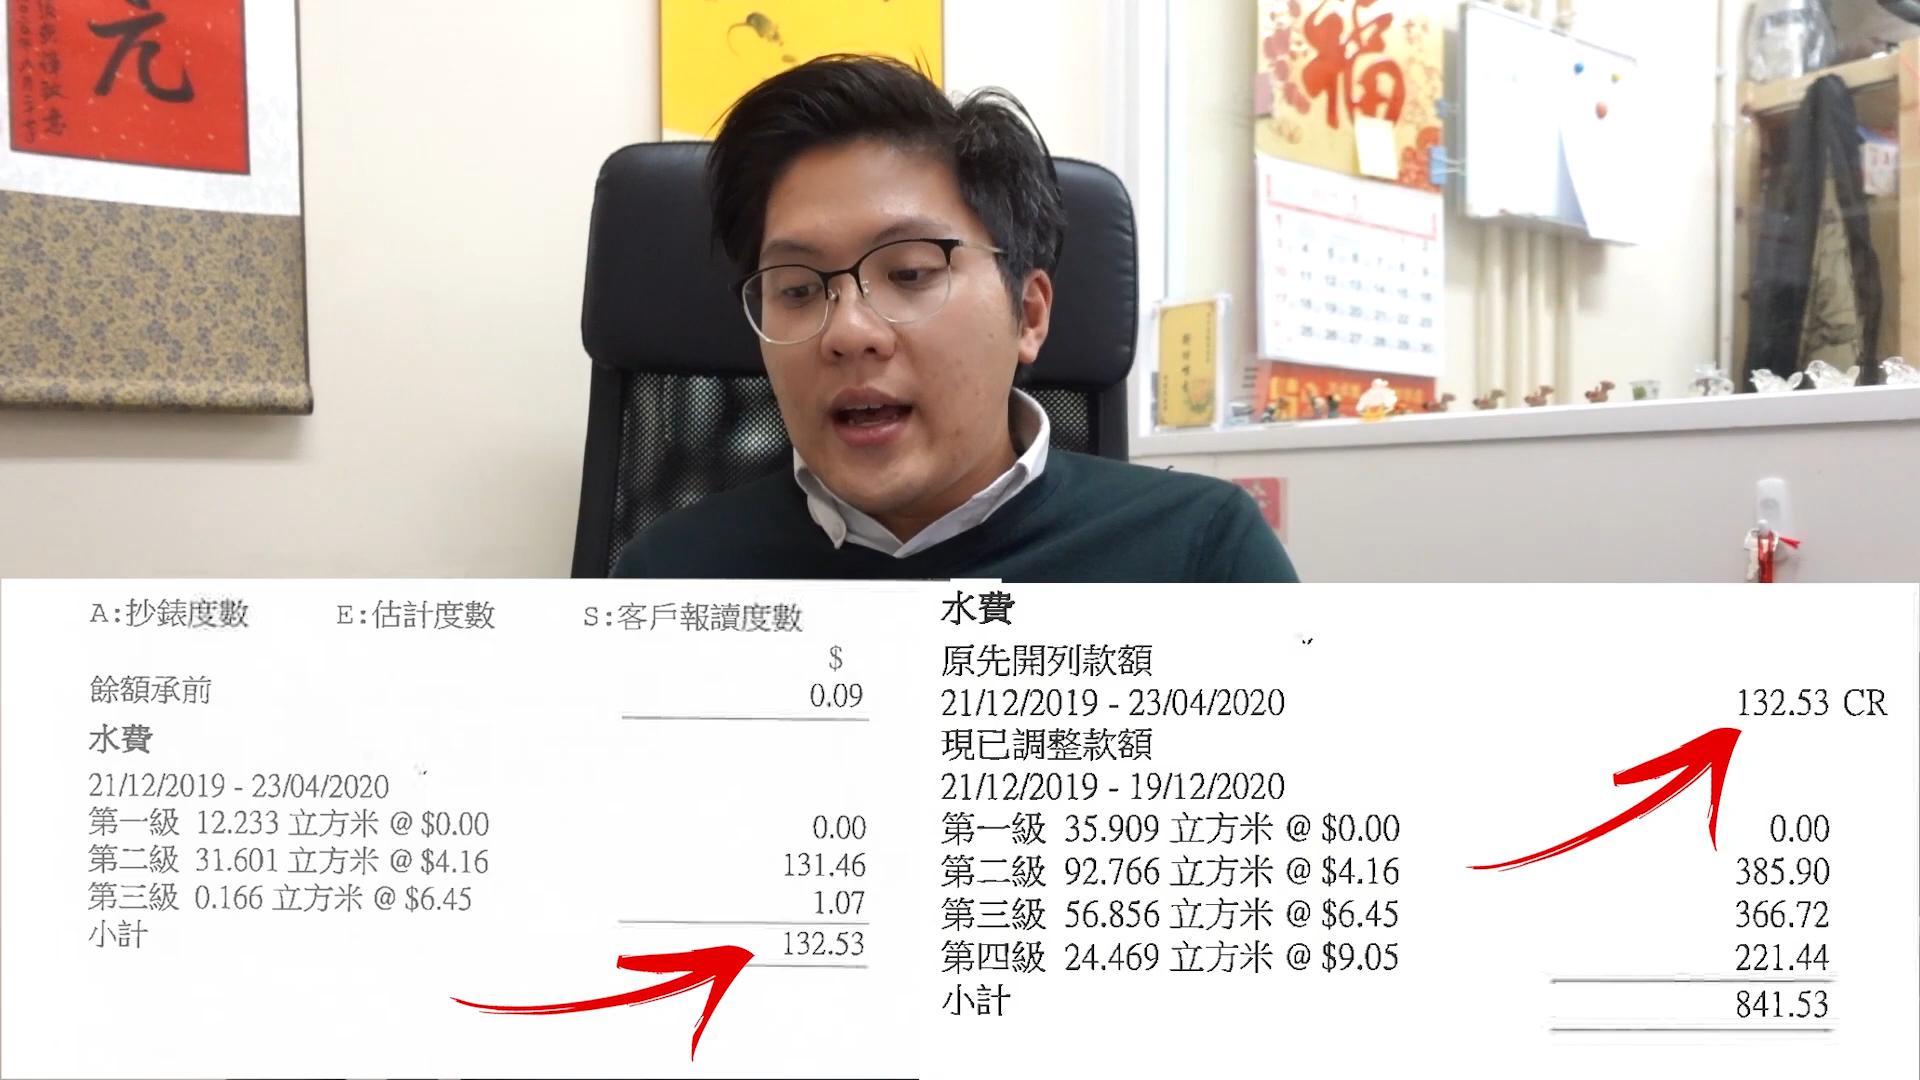 元
福
A:抄錶度數 E:估計度數 S:客戶報讀度數
$
餘額承前 0.09
水費
21/12/2019 - 23/04/2020
第一級 12.233 立方米 @ $0.00 0.00
第二級 31.601 立方米 @ $4.16 131.46
第三級 0.166 立方米 @ $6.45 1.07
小計 132.53
水費
原先開列款額
21/12/2019 - 23/04/2020 132.53 CR
現已調整款額
21/12/2019 - 19/12/2020
第一級 35.909 立方米 @ $0.00 0.00
第二級 92.766 立方米 @ $4.16 385.90
第三級 56.856 立方米 @ $6.45 366.72
第四級 24.469 立方米 @ $9.05 221.44
小計 841.53